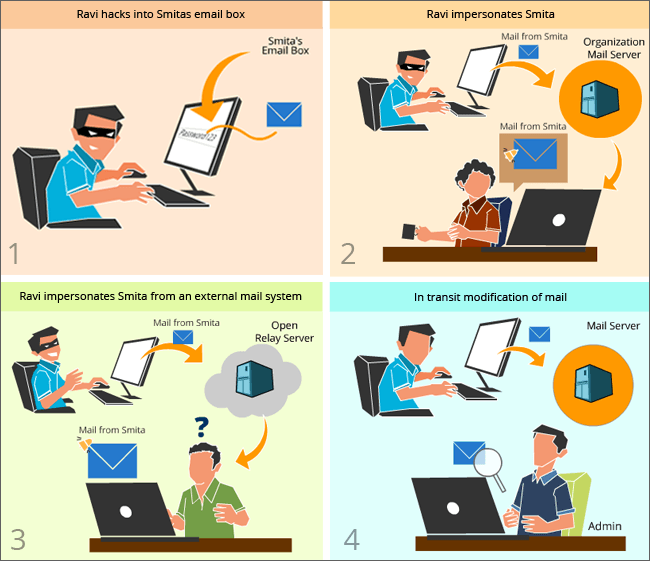 Ravi hacks into Smitas email box
Smita's
Email Box
Password123
1
Ravi impersonates Smita
Mail from Smita
Organization
Mail Server
Mail from Smita
2
Ravi impersonates Smita from an external mail system
Mail from Smita
Open
Relay Server
Mail from Smita
?
3
In transit modification of mail
Mail Server
Admin
4